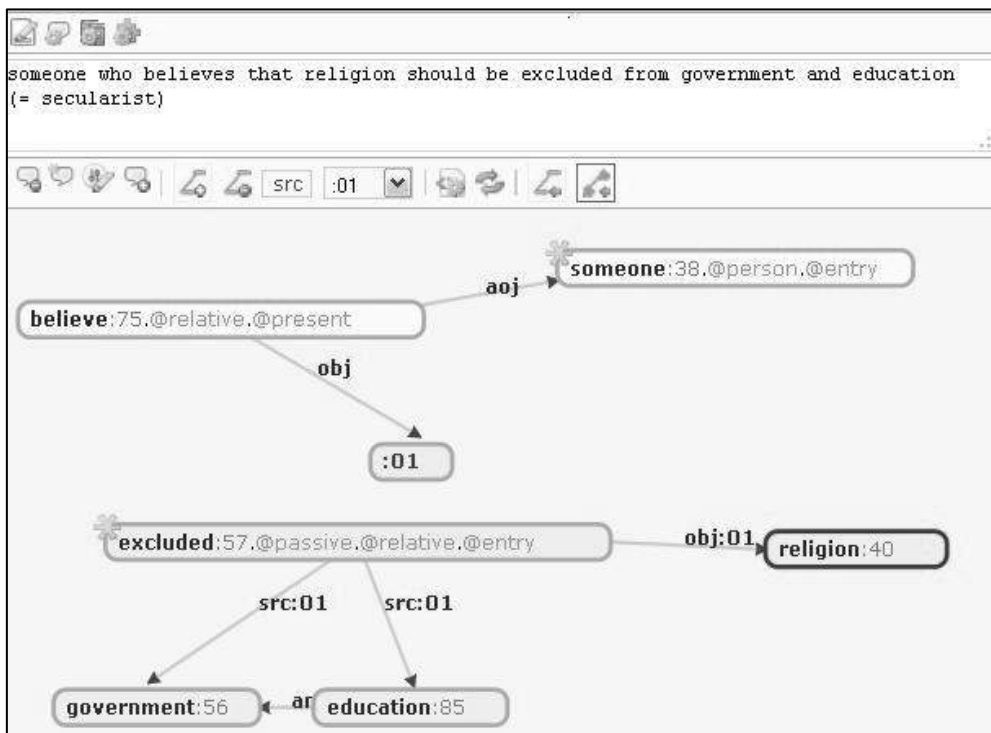 someone who believes that religion should be excluded from government and education
(= secularist)
src :01
someone:38.@person.@entry
aoj
believe:75.@relative.@present
obj
:01
excluded:57.@passive.@relative.@entry
obj:01
religion:40
src:01 src:01
government:56
education:85